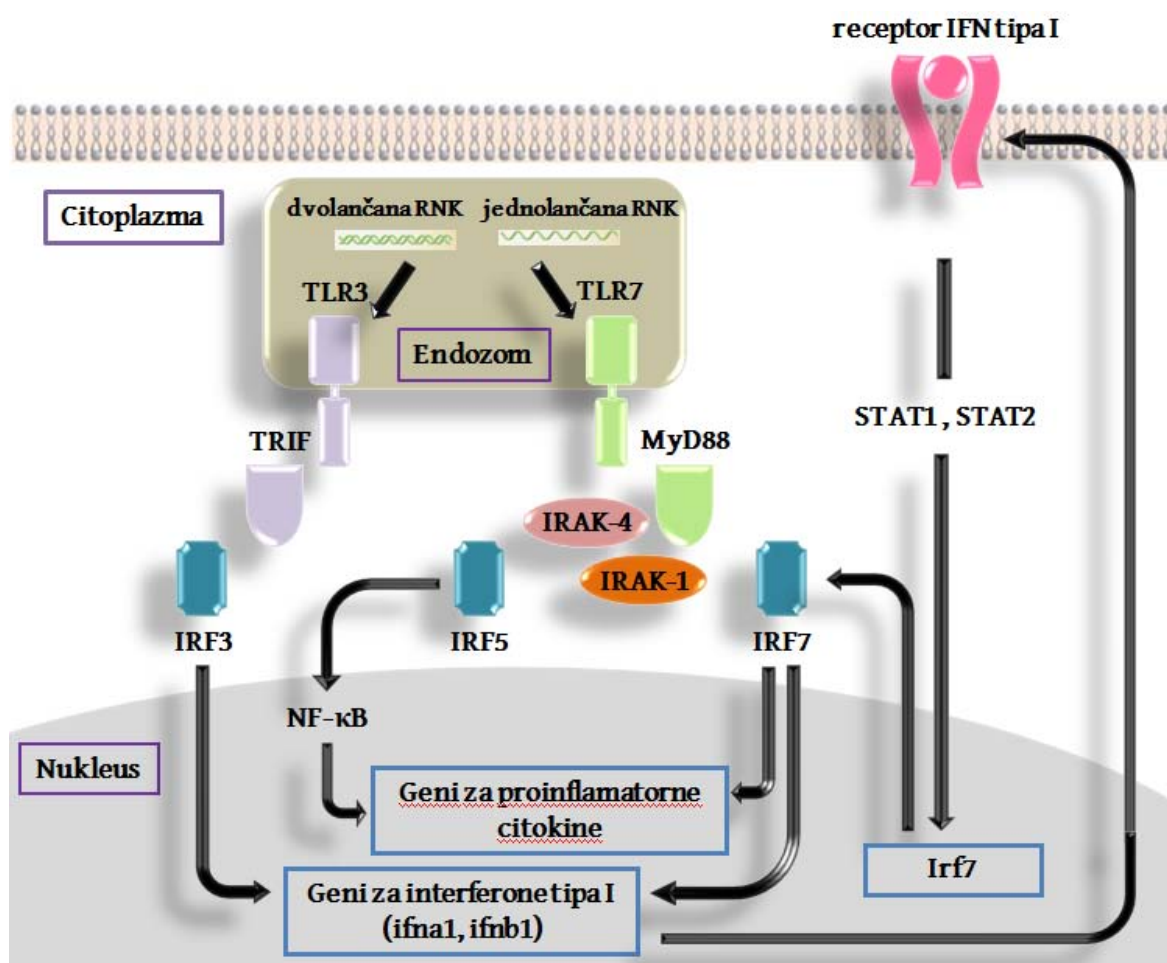 receptor IFN tipa I
Citoplazma
dvolančana RNK
jednolančana RNK
TLR3
TLR7
Endozom
TRIF
MyD88
STAT1, STAT2
IRAK-4
IRAK-1
IRF3
IRF5
IRF7
NF-κB
Nukleus
Geni za proinflamatorne
citokine
Irf7
Geni za interferone tipa I
(ifna1, ifnb1)